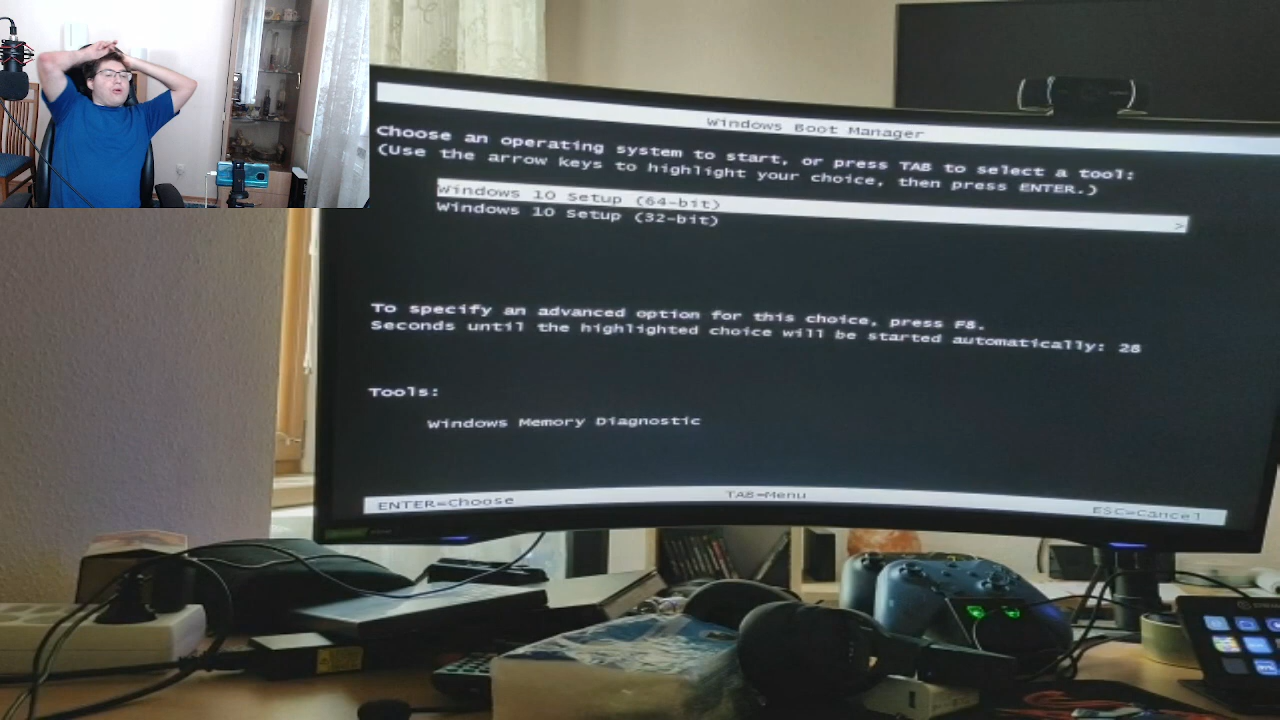 Windows Boot Manager
Choose an operating system to start, or press TAB to select a tool:
(Use the arrow keys to highlight your choice, then press ENTER.)
Windows 10 Setup (64-bit) >
Windows 10 Setup (32-bit)
To specify an advanced option for this choice, press F8.
Seconds until the highlighted choice will be started automatically: 28
Tools:
Windows Memory Diagnostic
ENTER=Choose TAB=Menu ESC=Cancel